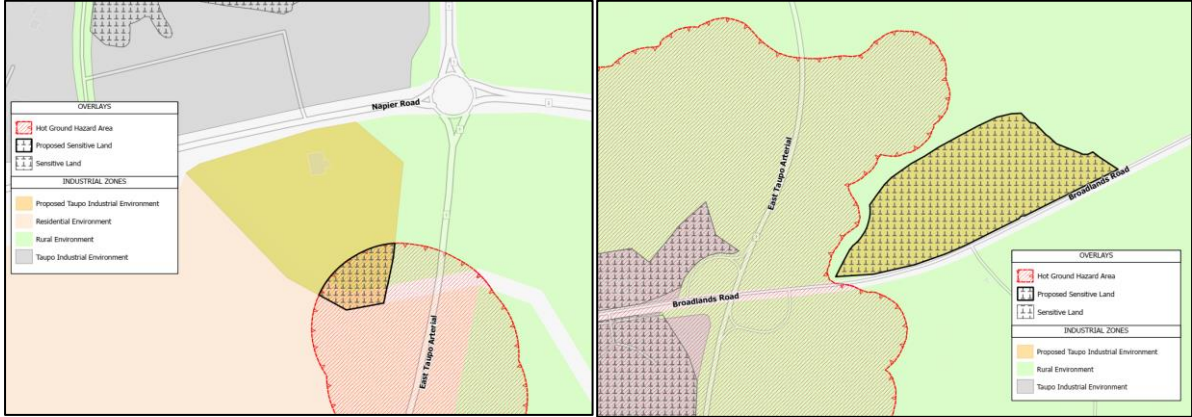 Napier Road
OVERLAYS
Hot Ground Hazard Area
Proposed Sensitive Land
Sensitive Land
INDUSTRIAL ZONES
Proposed Taupo Industrial Environment
Residential Environment
Rural Environment
Taupo Industrial Environment
East Taupo Arterial
East Taupo Arterial
Broadlands Road
Broadlands Road
OVERLAYS
Hot Ground Hazard Area
Proposed Sensitive Land
Sensitive Land
INDUSTRIAL ZONES
Proposed Taupo Industrial Environment
Rural Environment
Taupo Industrial Environment